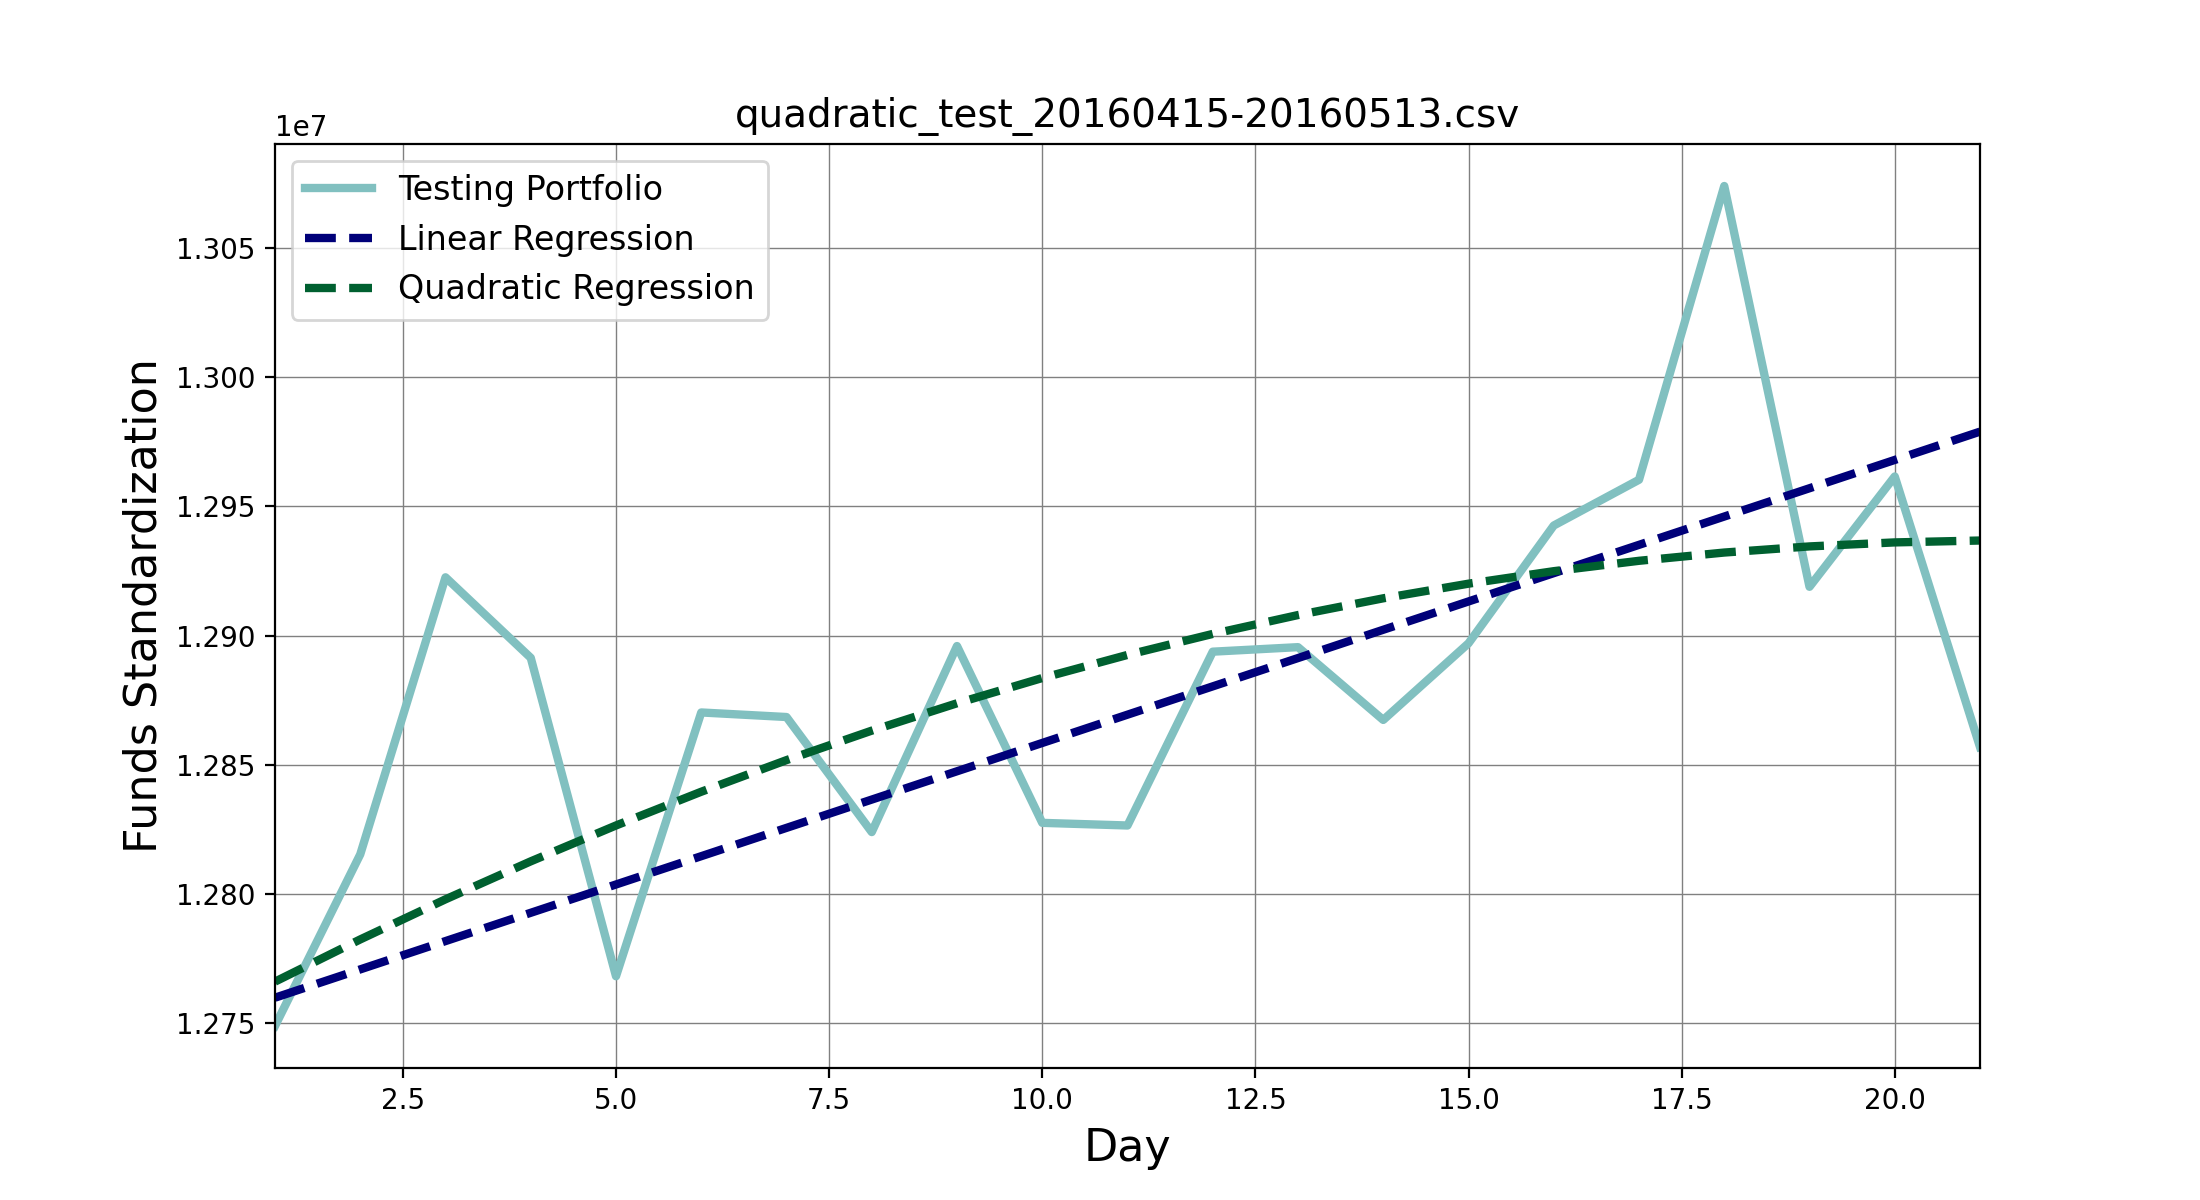 quadratic_test_20160415-20160513.csv
1e7
Testing Portfolio
Linear Regression
Quadratic Regression
1.305
1.300
1.295
1.290
1.285
1.280
1.275
Funds Standardization
2.5 5.0 7.5 10.0 12.5 15.0 17.5 20.0
Day